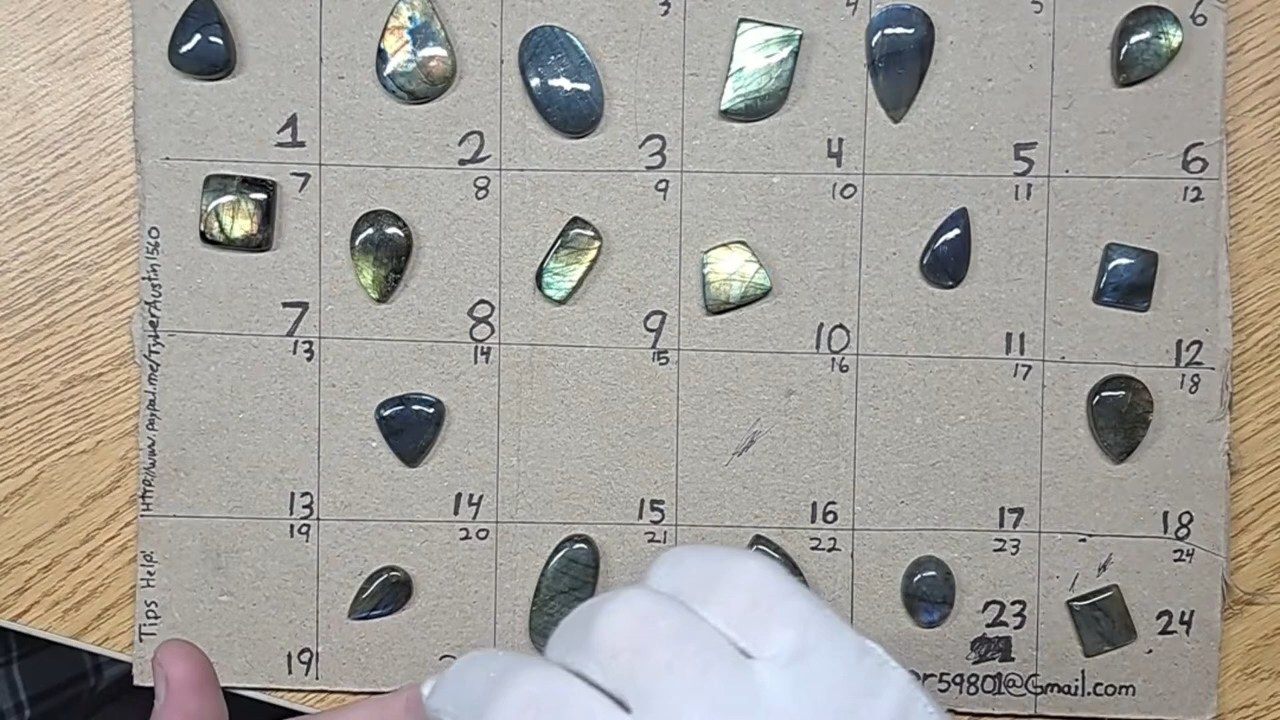 3 4 5 6
1 2 3 4 5 6
7 8 9 10 11 12
7 8 9 10 11 12
13 14 15 16 17 18
13 14 15 16 17 18
19 20 21 22 23 24
23 24
19
r59801@Gmail.com
Tips Help: Http://www.paypal.me/TylerAustin1560